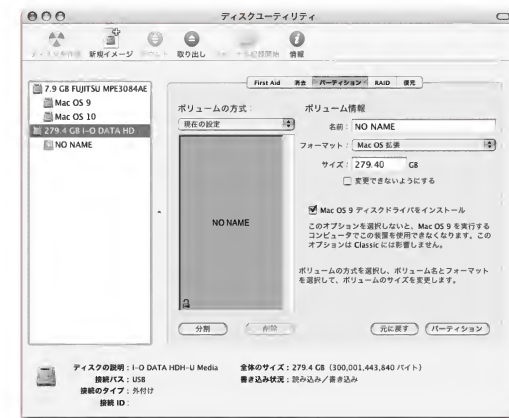 ディスクユーティリティ
新規イメージ
取り出し
情報
7.9 GB FUJITSU MPE3084AE
Mac OS 9
Mac OS 10
279.4 GB I-O DATA HD
NO NAME
First Aid
消去
パーティション
RAID
復元
ボリュームの方式:
現在の設定
NO NAME
分割
削除
ボリューム情報
名前: NO NAME
フォーマット: Mac OS 拡張
サイズ: 279.40 GB
変更できないようにする
Mac OS 9 ディスクドライバをインストール
このオプションを選択しないと、Mac OS 9 を実行する
コンピュータでこの装置を使用できなくなります。この
オプションは Classic には影響しません。
ボリュームの方式を選択し、ボリューム名とフォーマット
を選択して、ボリュームのサイズを変更します。
元に戻す
パーティション
ディスクの説明: I-O DATA HDH-U Media
接続バス: USB
接続のタイプ: 外付け
接続 ID:
全体のサイズ: 279.4 GB (300,001,443,840 バイト)
書き込み状況: 読み込み/書き込み